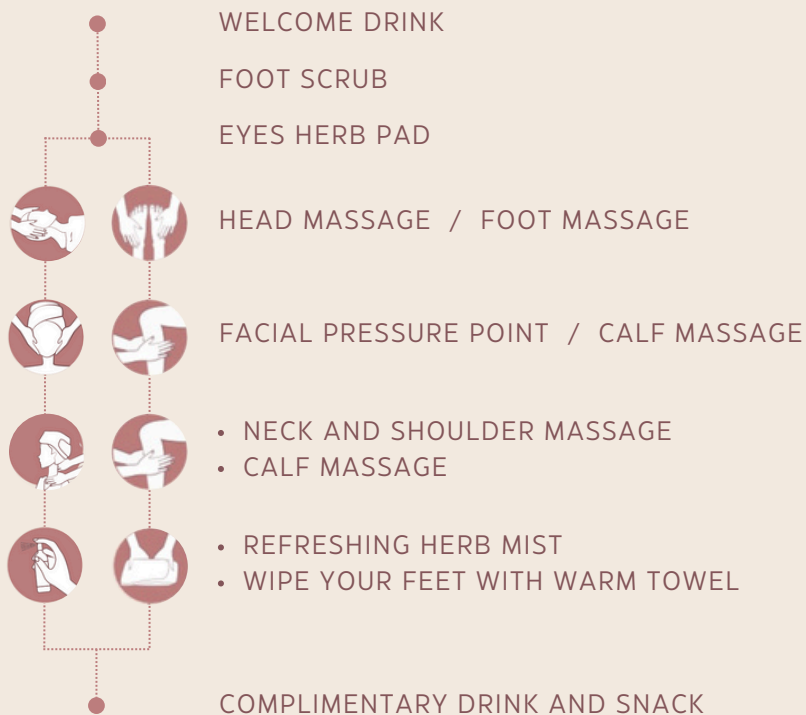 WELCOME DRINK
FOOT SCRUB
EYES HERB PAD
HEAD MASSAGE / FOOT MASSAGE
FACIAL PRESSURE POINT / CALF MASSAGE
• NECK AND SHOULDER MASSAGE
• CALF MASSAGE
• REFRESHING HERB MIST
• WIPE YOUR FEET WITH WARM TOWEL
COMPLIMENTARY DRINK AND SNACK